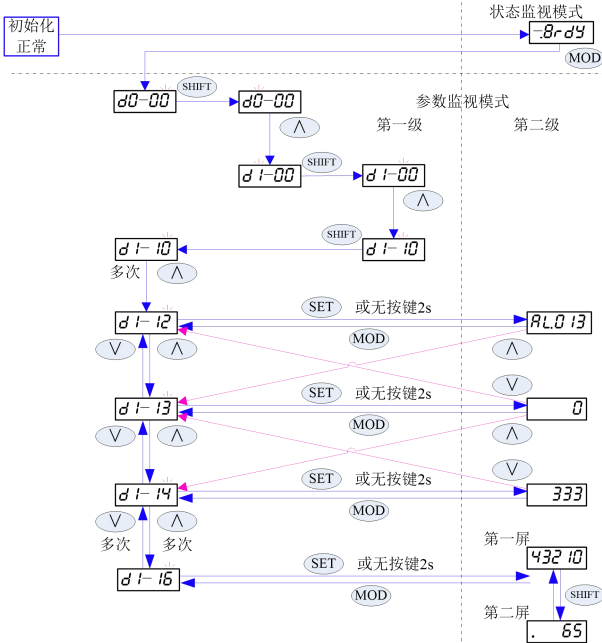 初始化
正常
状态监视模式
-.8rdy
MOD
d0-00
SHIFT
d0-00
参数监视模式
第一级
第二级
∧
d1-00
SHIFT
d1-00
∧
d1-10
SHIFT
d1-10
多次
∧
d1-12
SET
或无按键2s
AL.013
MOD
∨
∧
∧
∨
d1-13
SET
或无按键2s
0
MOD
∨
∧
∧
∨
d1-14
SET
或无按键2s
333
MOD
∨
∧
多次
多次
第一屏
43210
d1-16
SET
或无按键2s
MOD
SHIFT
第二屏
. 65